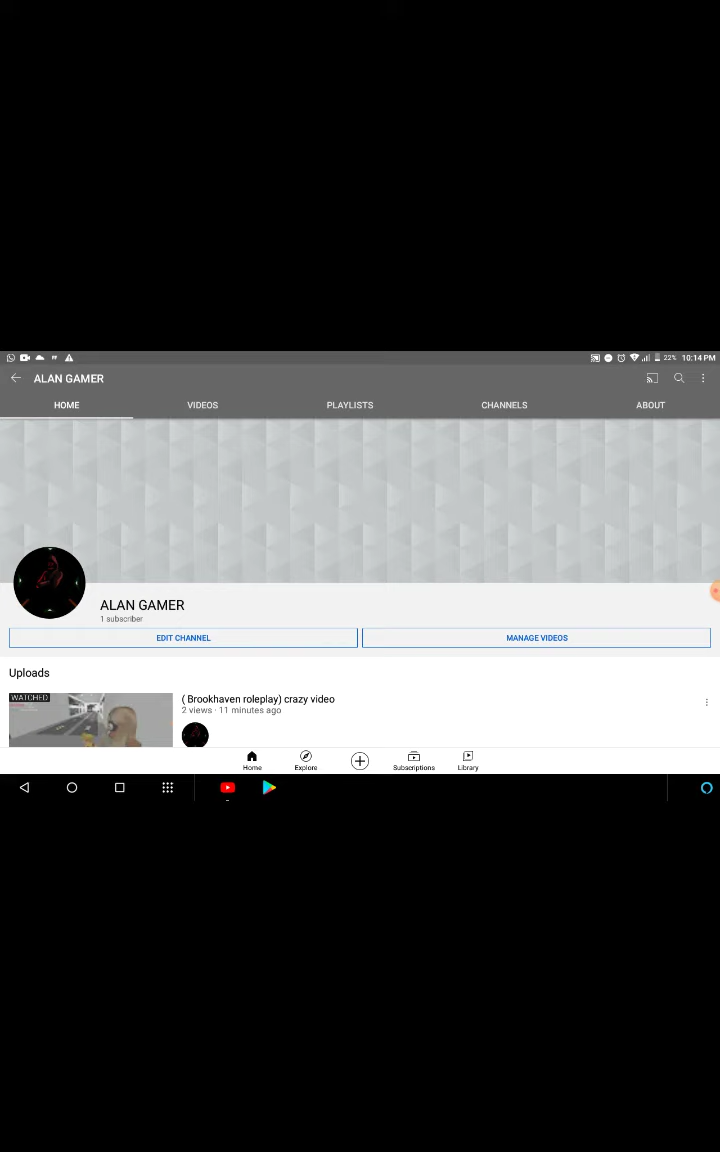 22% 10:14 PM
ALAN GAMER
HOME VIDEOS PLAYLISTS CHANNELS ABOUT
ALAN GAMER
1 subscriber
EDIT CHANNEL MANAGE VIDEOS
Uploads
WATCHED
( Brookhaven roleplay) crazy video
2 views · 11 minutes ago
Home Explore Subscriptions Library